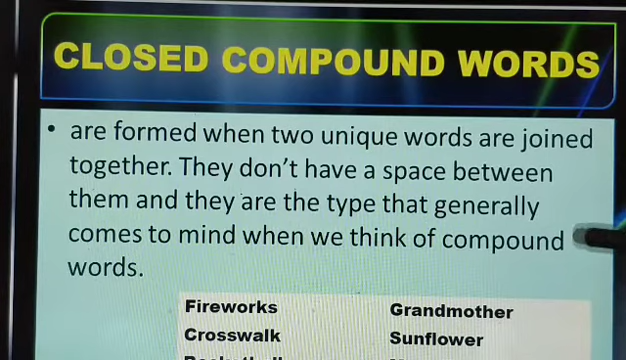 CLOSED COMPOUND WORDS
• are formed when two unique words are joined
together. They don't have a space between
them and they are the type that generally
comes to mind when we think of compound
words.
Fireworks Grandmother
Crosswalk Sunflower